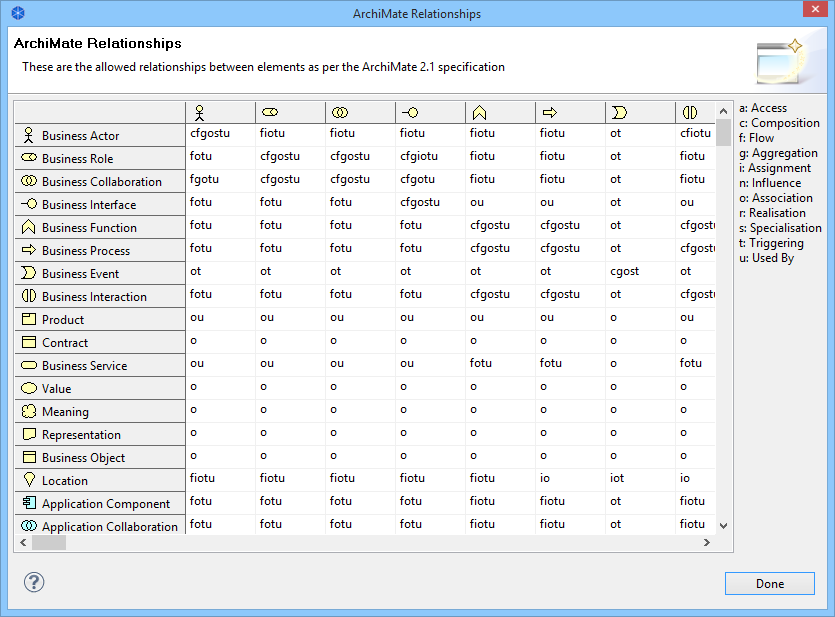 ArchiMate Relationships
ArchiMate Relationships
These are the allowed relationships between elements as per the ArchiMate 2.1 specification
Business Actor cfgostu fiotu fiotu fiotu fiotu fiotu ot cfiotu
Business Role fotu cfgostu cfgostu cfgiotu fiotu fiotu ot fiotu
Business Collaboration fgotu cfgostu cfgostu cfgotu fiotu fiotu ot fiotu
Business Interface fotu fotu fotu cfgostu ou ou ot ou
Business Function fotu fotu fotu fotu cfgostu cfgostu ot cfgostu
Business Process fotu fotu fotu fotu cfgostu cfgostu ot cfgostu
Business Event ot ot ot ot ot ot cgost ot
Business Interaction fotu fotu fotu fotu cfgostu cfgostu ot cfgostu
Product ou ou ou ou ou ou o ou
Contract o o o o o o o o
Business Service ou ou ou ou fotu fotu o fotu
Value o o o o o o o o
Meaning o o o o o o o o
Representation o o o o o o o o
Business Object o o o o o o o o
Location fiotu fiotu fiotu fiotu fiotu io iot io
Application Component fotu fotu fotu fotu fiotu fiotu ot fiotu
Application Collaboration fotu fotu fotu fotu fiotu fiotu ot fiotu
a: Access
c: Composition
f: Flow
g: Aggregation
i: Assignment
n: Influence
o: Association
r: Realisation
s: Specialisation
t: Triggering
u: Used By
?
Done